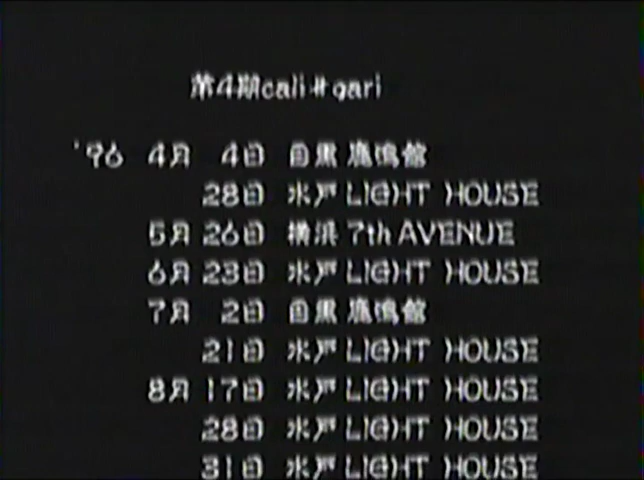 第4期cali#gari
'96 4月 4日 目黒 鹿鳴館
28日 水戸 LIGHT HOUSE
5月 26日 横浜 7th AVENUE
6月 23日 水戸 LIGHT HOUSE
7月 2日 目黒 鹿鳴館
21日 水戸 LIGHT HOUSE
8月 17日 水戸 LIGHT HOUSE
28日 水戸 LIGHT HOUSE
31日 水戸 LIGHT HOUSE